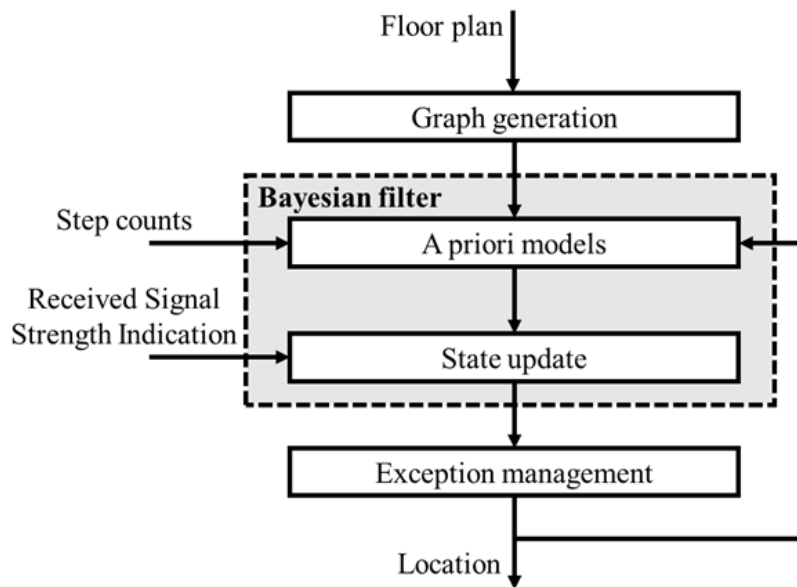 Floor plan
Graph generation
Bayesian filter
Step counts
A priori models
Received Signal
Strength Indication
State update
Exception management
Location